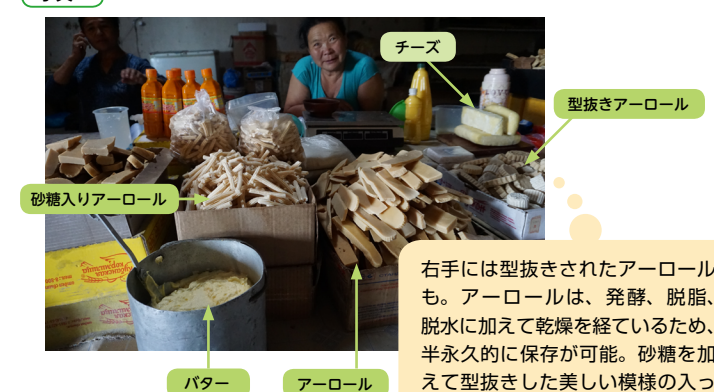 チーズ
型抜きアーロール
砂糖入りアーロール
バター
アーロール
右手には型抜きされたアーロール
も。アーロールは、発酵、脱脂、
脱水に加えて乾燥を経ているため、
半永久的に保存が可能。砂糖を加
えて型抜きした美しい模様の入っ